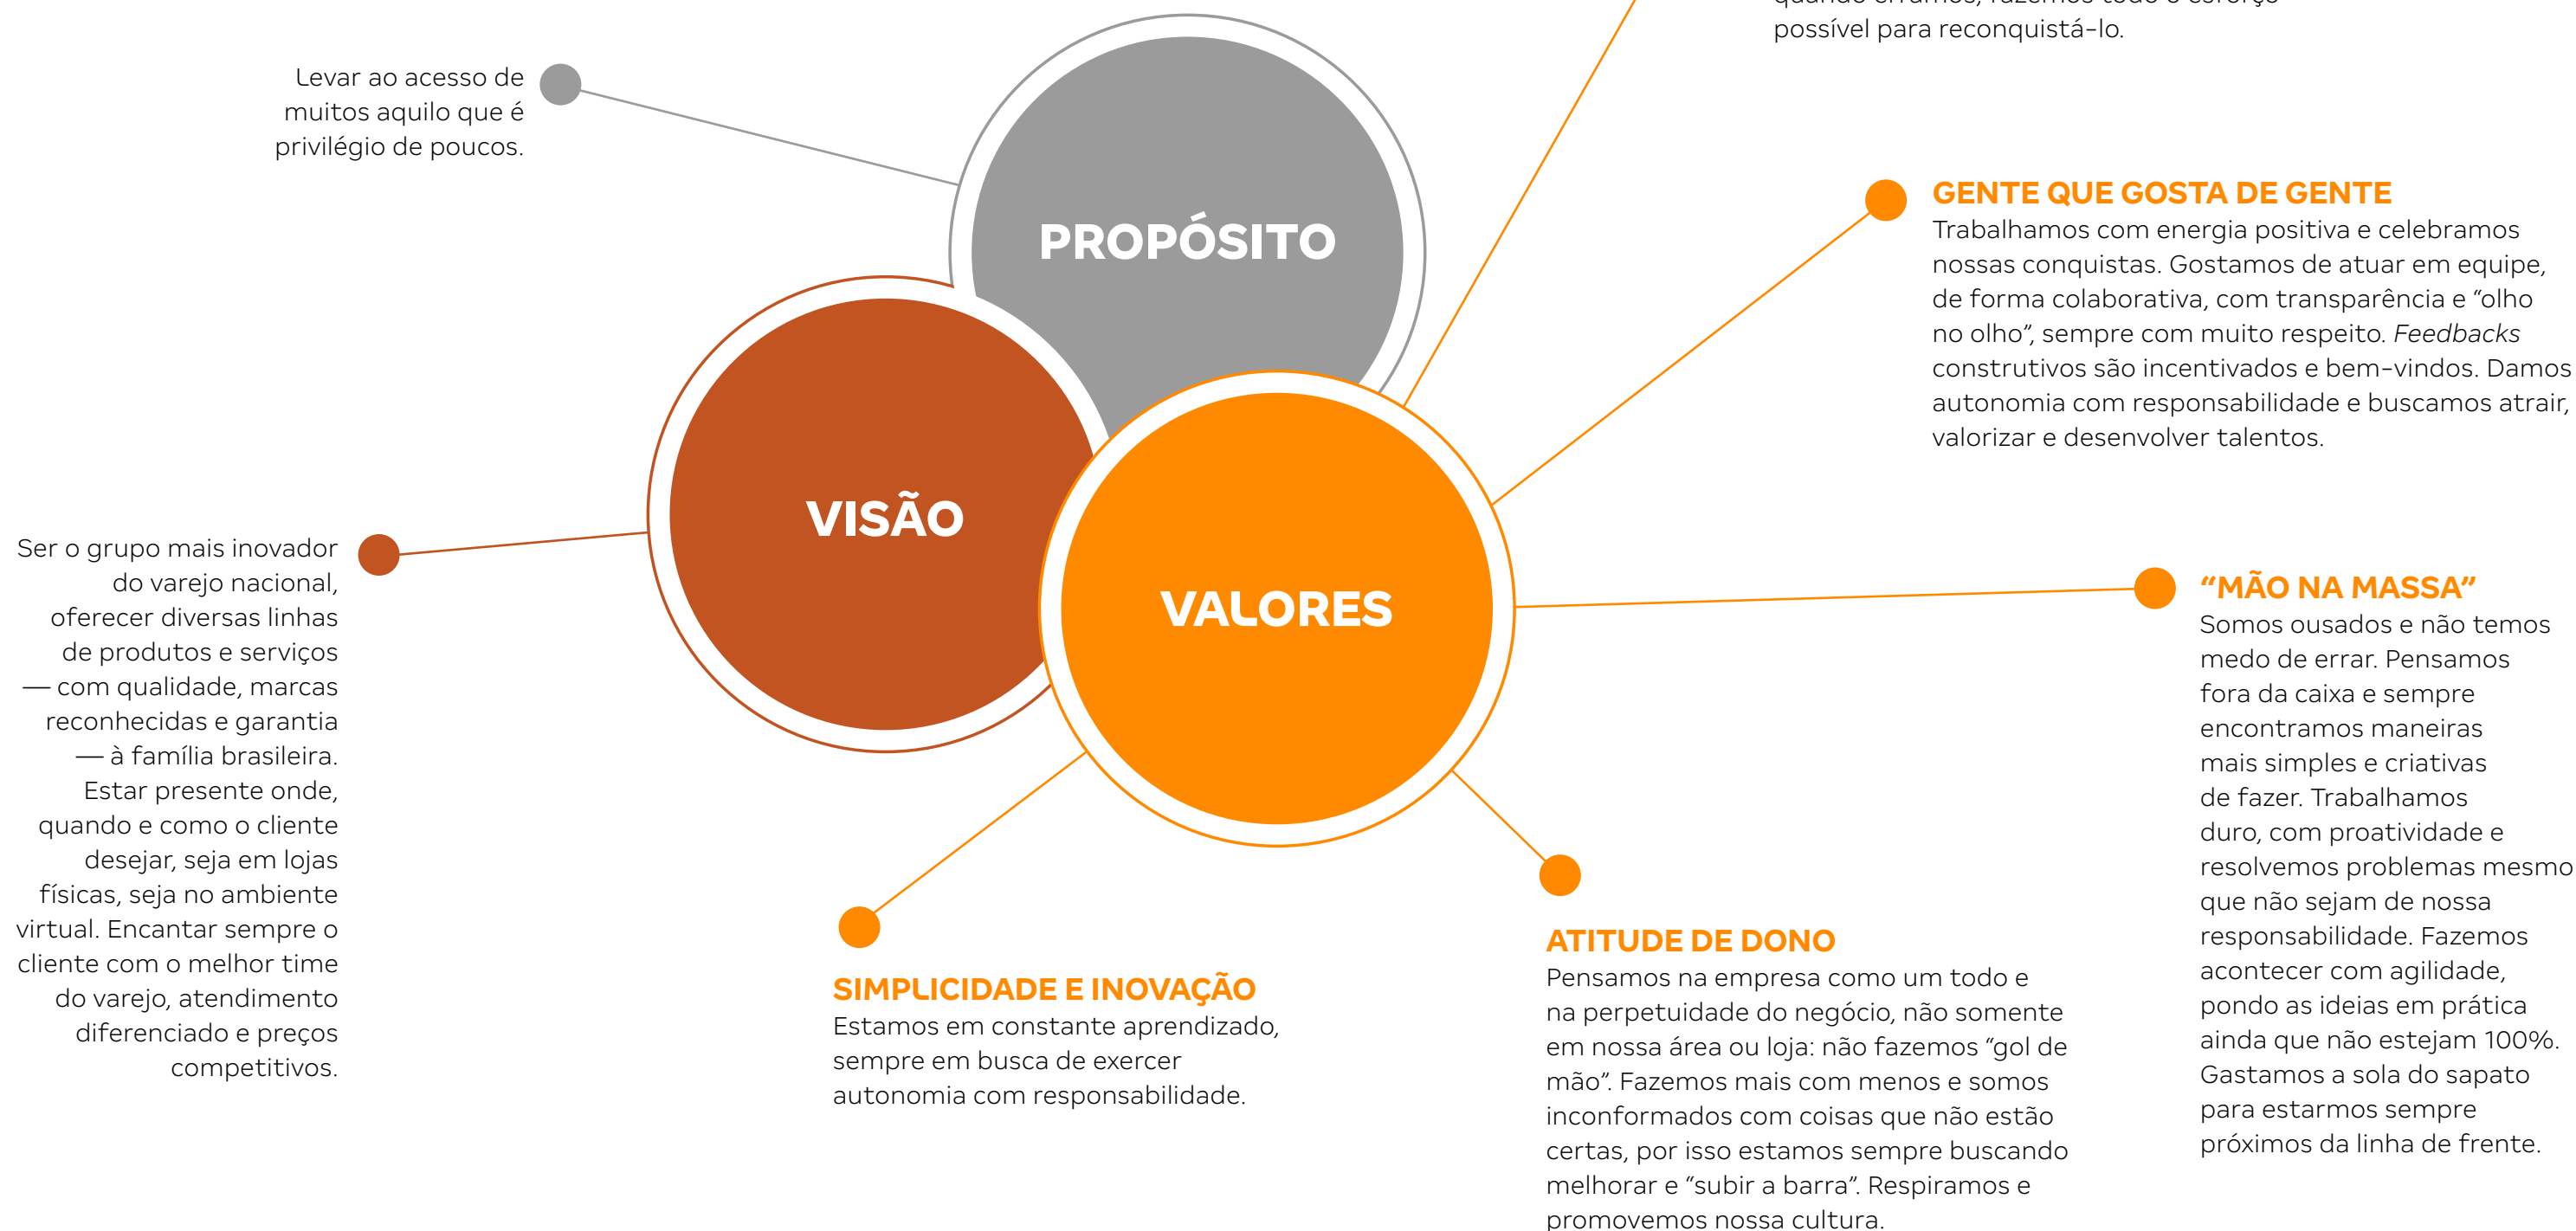 possível para reconquistá-lo.
Levar ao acesso de
muitos aquilo que é
privilégio de poucos.
PROPÓSITO
GENTE QUE GOSTA DE GENTE
Trabalhamos com energia positiva e celebramos
nossas conquistas. Gostamos de atuar em equipe,
de forma colaborativa, com transparência e “olho
no olho”, sempre com muito respeito. Feedbacks
construtivos são incentivados e bem-vindos. Damos
autonomia com responsabilidade e buscamos atrair,
valorizar e desenvolver talentos.
VISÃO
Ser o grupo mais inovador
do varejo nacional,
oferecer diversas linhas
de produtos e serviços
— com qualidade, marcas
reconhecidas e garantia
— à família brasileira.
Estar presente onde,
quando e como o cliente
desejar, seja em lojas
físicas, seja no ambiente
virtual. Encantar sempre o
cliente com o melhor time
do varejo, atendimento
diferenciado e preços
competitivos.
VALORES
“MÃO NA MASSA”
Somos ousados e não temos
medo de errar. Pensamos
fora da caixa e sempre
encontramos maneiras
mais simples e criativas
de fazer. Trabalhamos
duro, com proatividade e
resolvemos problemas mesmo
que não sejam de nossa
responsabilidade. Fazemos
acontecer com agilidade,
pondo as ideias em prática
ainda que não estejam 100%.
Gastamos a sola do sapato
para estarmos sempre
próximos da linha de frente.
SIMPLICIDADE E INOVAÇÃO
Estamos em constante aprendizado,
sempre em busca de exercer
autonomia com responsabilidade.
ATITUDE DE DONO
Pensamos na empresa como um todo e
na perpetuidade do negócio, não somente
em nossa área ou loja: não fazemos “gol de
mão”. Fazemos mais com menos e somos
inconformados com coisas que não estão
certas, por isso estamos sempre buscando
melhorar e “subir a barra”. Respiramos e
promovemos nossa cultura.